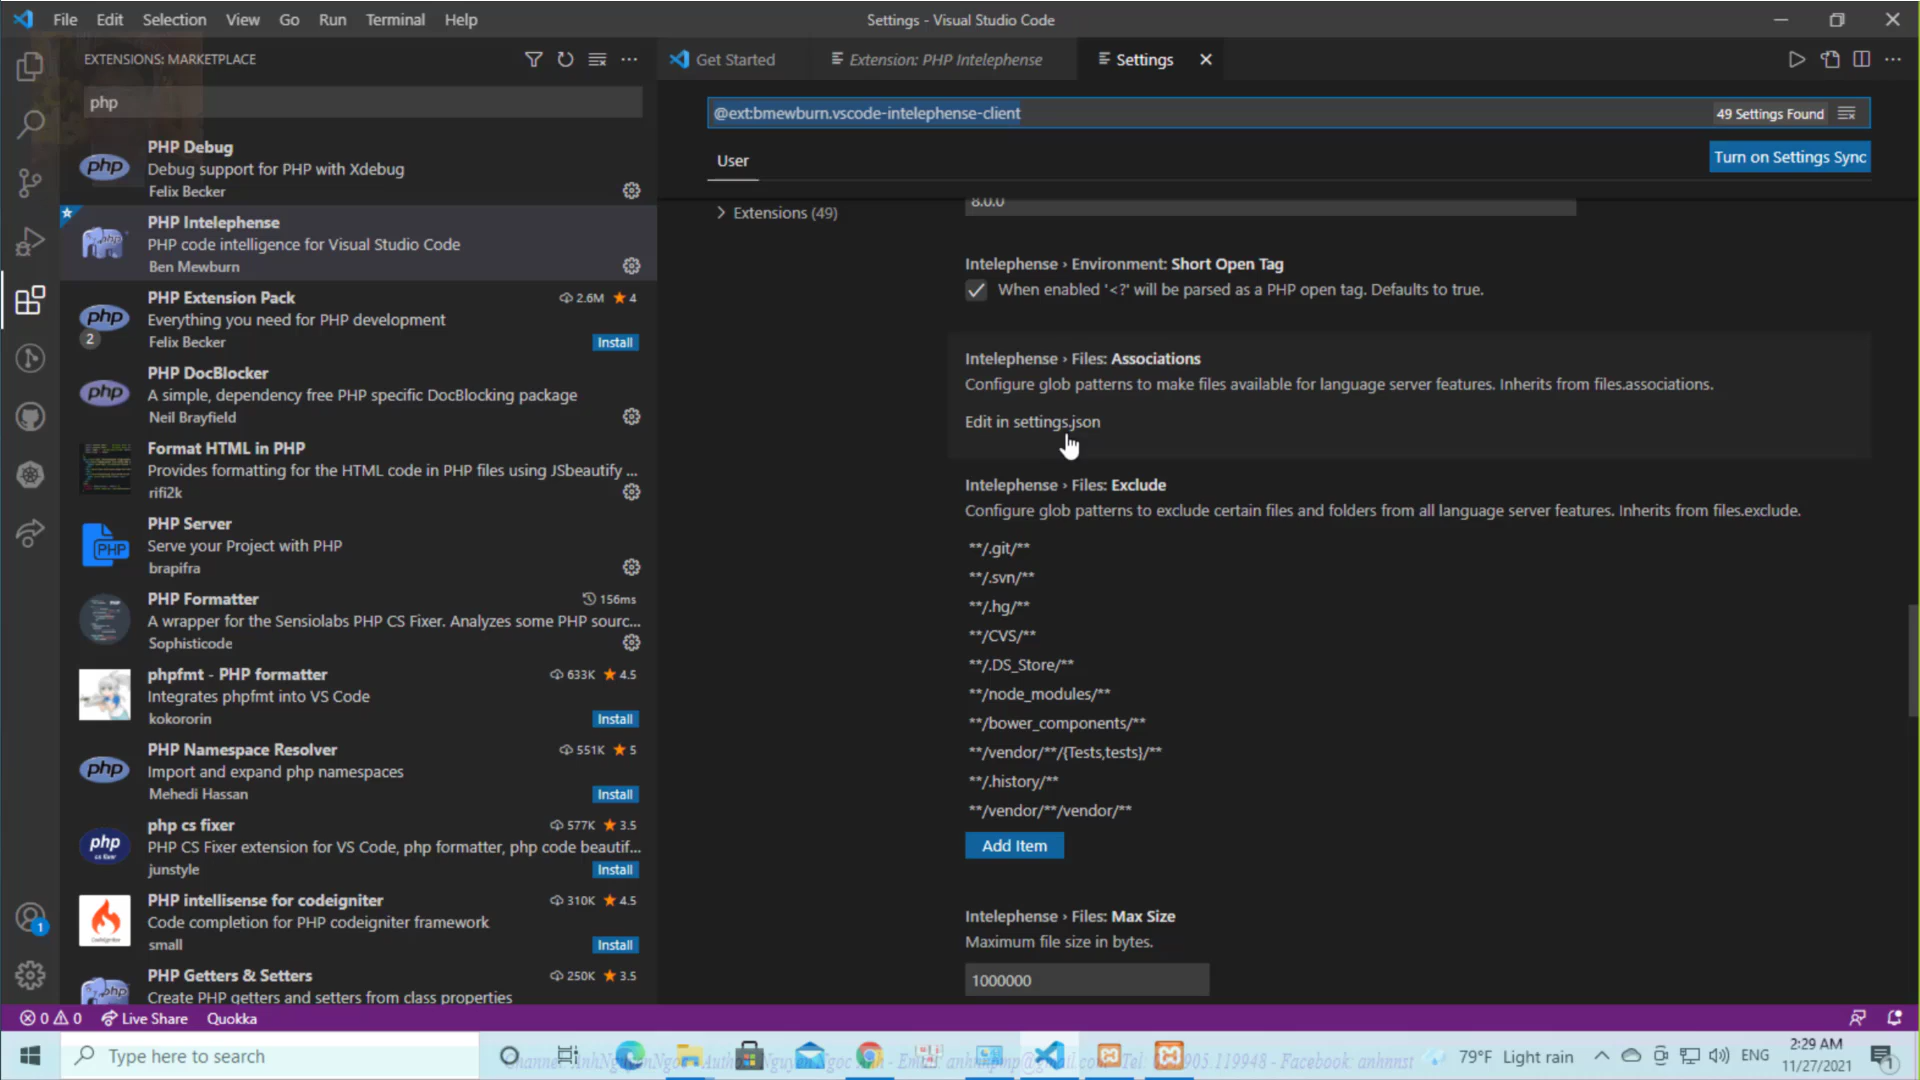 File Edit Selection View Go Run Terminal Help
Settings - Visual Studio Code
EXTENSIONS: MARKETPLACE
php
PHP Debug
Debug support for PHP with Xdebug
Felix Becker
PHP Intelephense
PHP code intelligence for Visual Studio Code
Ben Mewburn
PHP Extension Pack 2.6M 4
Everything you need for PHP development
Felix Becker Install
2
PHP DocBlocker
A simple, dependency free PHP specific DocBlocking package
Neil Brayfield
Format HTML in PHP
Provides formatting for the HTML code in PHP files using JSbeautify ...
rifi2k
PHP Server
Serve your Project with PHP
brapifra
PHP Formatter 156ms
A wrapper for the Sensiolabs PHP CS Fixer. Analyzes some PHP sourc...
Sophisticode
phpfmt - PHP formatter 633K 4.5
Integrates phpfmt into VS Code
kokororin Install
PHP Namespace Resolver 551K 5
Import and expand php namespaces
Mehedi Hassan Install
php cs fixer 577K 3.5
PHP CS Fixer extension for VS Code, php formatter, php code beautif...
junstyle Install
PHP intellisense for codeigniter 310K 4.5
Code completion for PHP codeigniter framework
small Install
PHP Getters & Setters 250K 3.5
Create PHP getters and setters from class properties
Get Started
Extension: PHP Intelephense
Settings
@ext:bmewburn.vscode-intelephense-client
49 Settings Found
User
Turn on Settings Sync
Extensions (49)
8.0.0
Intelephense › Environment: Short Open Tag
When enabled '<?' will be parsed as a PHP open tag. Defaults to true.
Intelephense › Files: Associations
Configure glob patterns to make files available for language server features. Inherits from files.associations.
Edit in settings.json
Intelephense › Files: Exclude
Configure glob patterns to exclude certain files and folders from all language server features. Inherits from files.exclude.
**/.git/**
**/.svn/**
**/.hg/**
**/CVS/**
**/.DS_Store/**
**/node_modules/**
**/bower_components/**
**/vendor/**/{Tests,tests}/**
**/.history/**
**/vendor/**/vendor/**
Add Item
Intelephense › Files: Max Size
Maximum file size in bytes.
1000000
1
0 0 Live Share Quokka
Type here to search
79°F Light rain
ENG
2:29 AM
11/27/2021
1
- Facebook: anhnnst